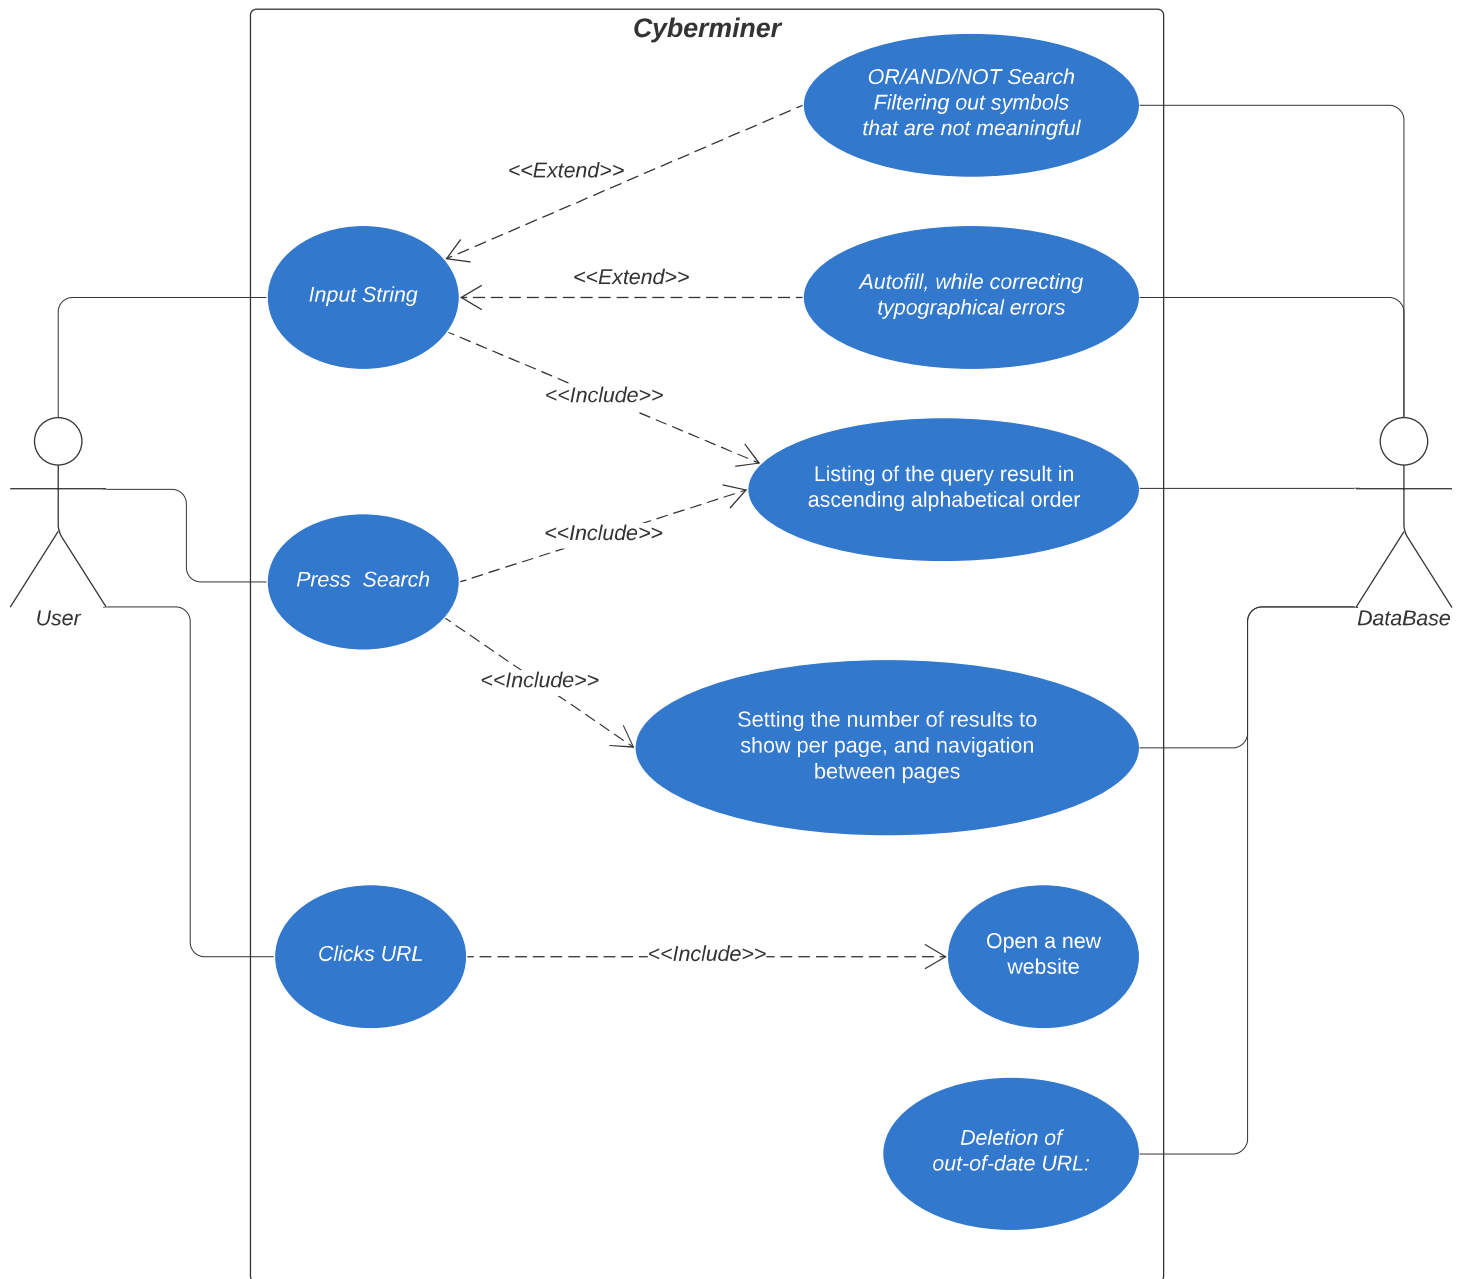 Cyberminer
OR/AND/NOT Search
Filtering out symbols
that are not meaningful
<<Extend>>
<<Extend>>
Input String
Autofill, while correcting
typographical errors
<<Include>>
Listing of the query result in
ascending alphabetical order
<<Include>>
Press  Search
User
DataBase
<<Include>>
Setting the number of results to
show per page, and navigation
between pages
Clicks URL
<<Include>>
Open a new
website
Deletion of
out-of-date URL: